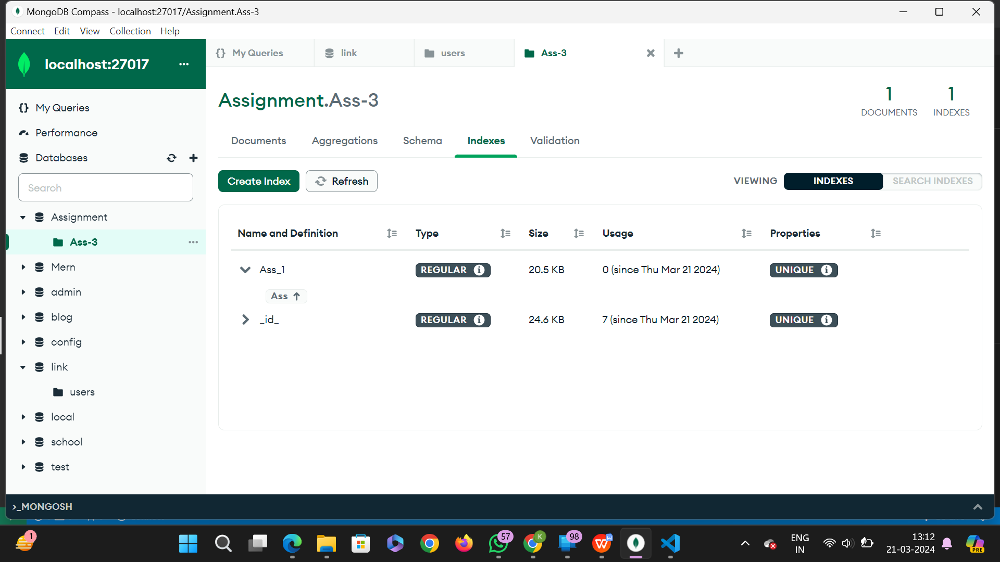 MongoDB Compass - localhost:27017/Assignment.Ass-3
Connect Edit View Collection Help
localhost:27017 ...
{} My Queries
Performance
Databases
Search
Assignment
Ass-3
Mern
admin
blog
config
link
users
local
school
test
{} My Queries link users Ass-3
Assignment.Ass-3
1 1
DOCUMENTS INDEXES
Documents Aggregations Schema Indexes Validation
Create Index Refresh VIEWING INDEXES SEARCH INDEXES
Name and Definition Type Size Usage Properties
Ass_1 REGULAR 20.5 KB 0 (since Thu Mar 21 2024) UNIQUE
Ass ↑
_id_ REGULAR 24.6 KB 7 (since Thu Mar 21 2024) UNIQUE
>_MONGOSH
1 57 K 98 W PRE
ENG
IN
13:12
21-03-2024